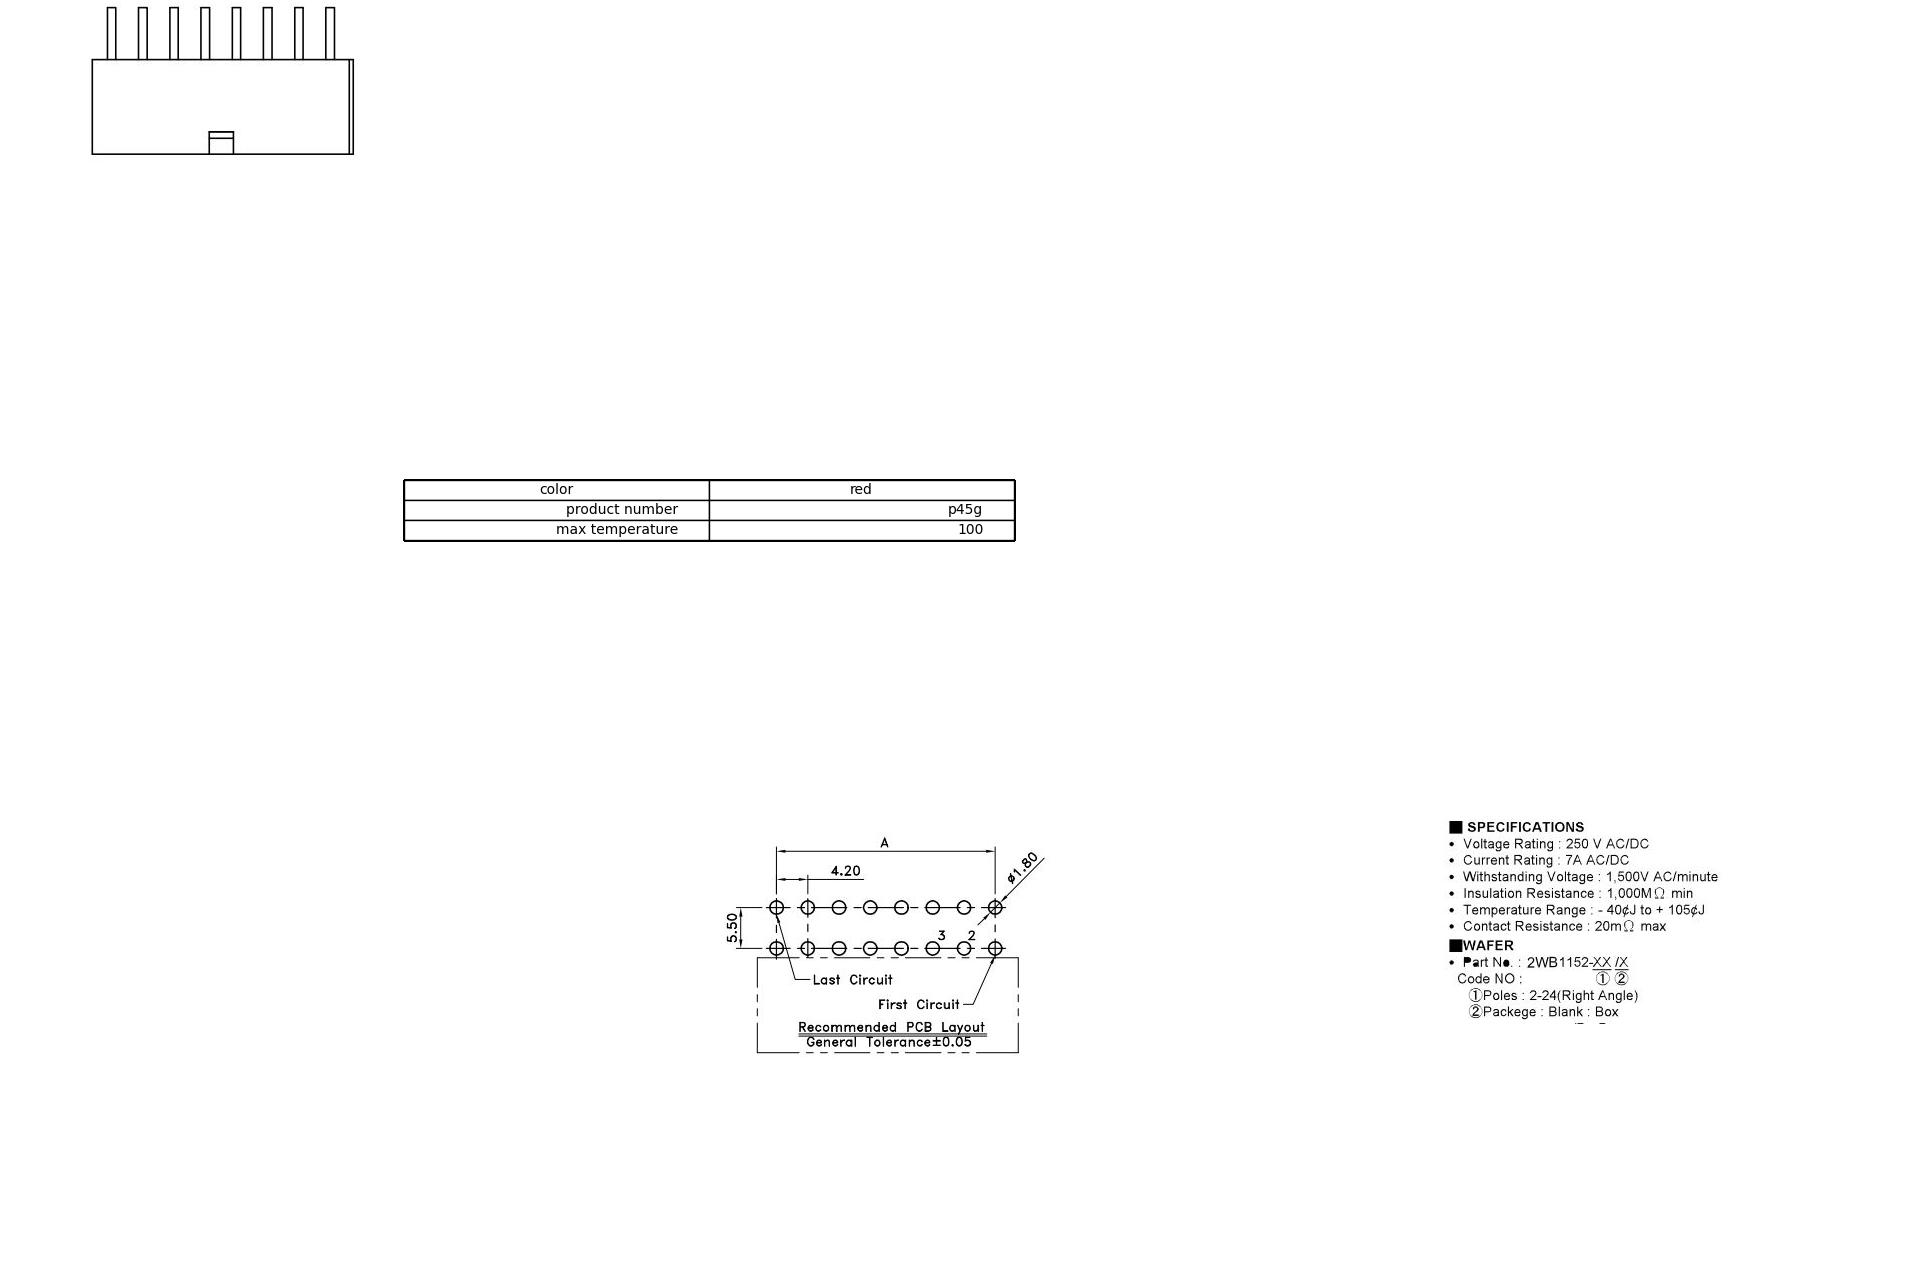 color red
product number p45g
max temperature 100
A
4.20
ø1.80
5.50
3 2
Last Circuit
First Circuit
Recommended PCB Layout
General Tolerance±0.05
■ SPECIFICATIONS
• Voltage Rating : 250 V AC/DC
• Current Rating : 7A AC/DC
• Withstanding Voltage : 1,500V AC/minute
• Insulation Resistance : 1,000MΩ min
• Temperature Range : - 40¢J to + 105¢J
• Contact Resistance : 20mΩ max
■WAFER
• Part No. : 2WB1152-XX /X
Code NO : ① ②
①Poles : 2-24(Right Angle)
②Packege : Blank : Box